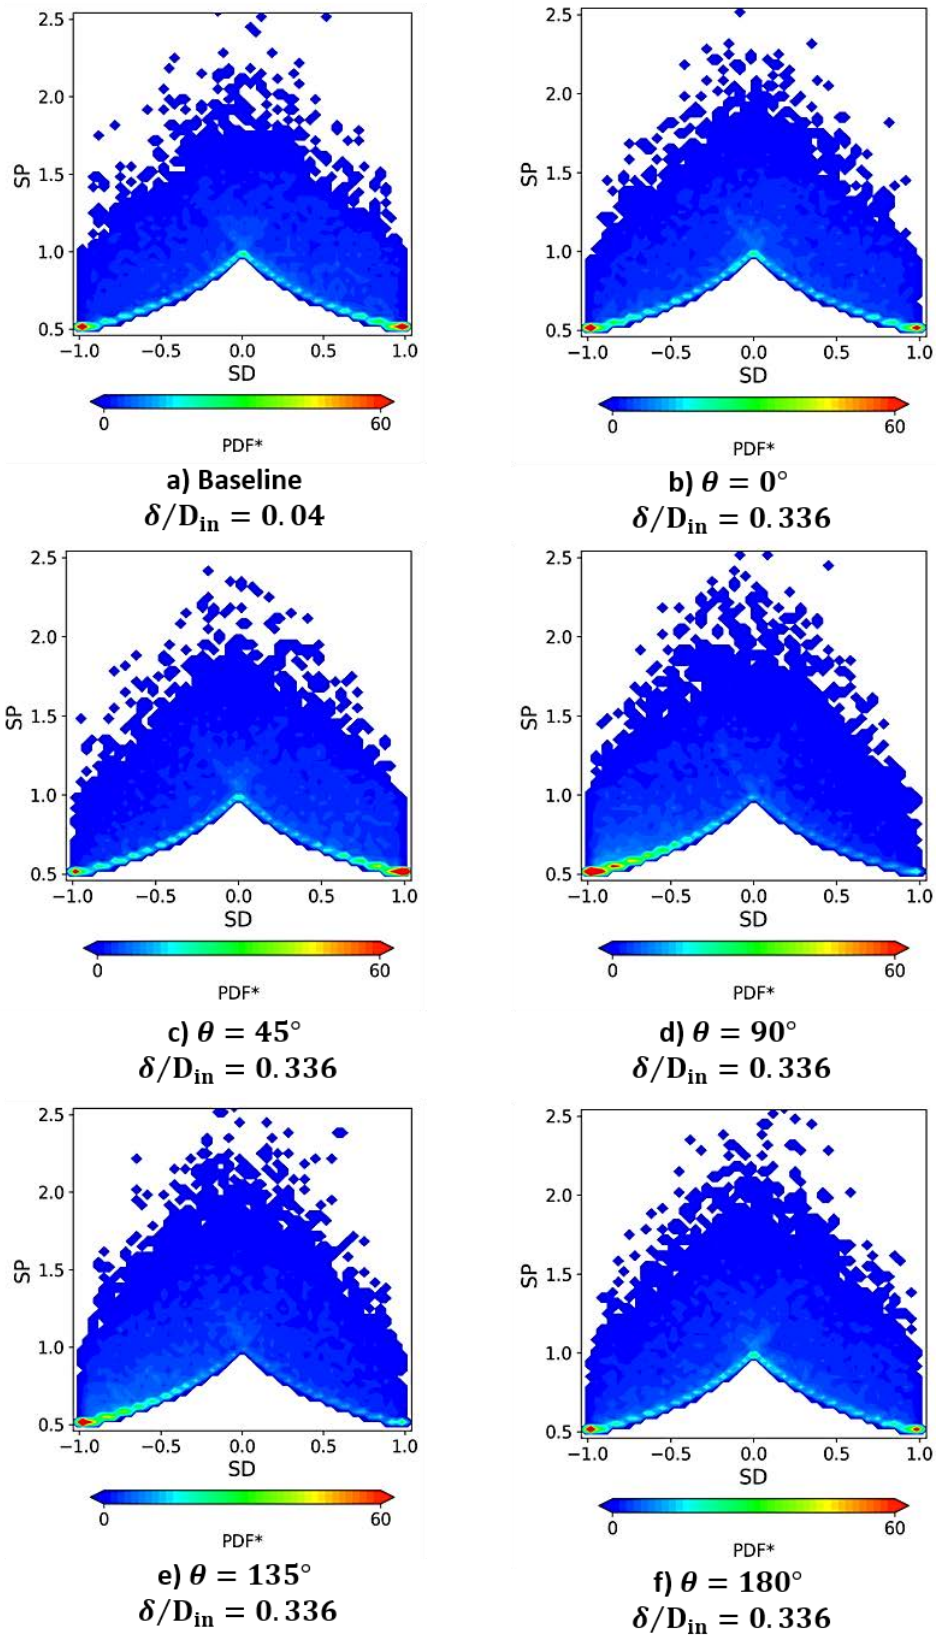 2.5
2.0
SP
1.5
1.0
0.5
−1.0 −0.5 0.0 0.5 1.0
SD
0 60
PDF*
a) Baseline
δ/D_in = 0.04
2.5
2.0
SP
1.5
1.0
0.5
−1.0 −0.5 0.0 0.5 1.0
SD
0 60
PDF*
b) θ = 0°
δ/D_in = 0.336
2.5
2.0
SP
1.5
1.0
0.5
−1.0 −0.5 0.0 0.5 1.0
SD
0 60
PDF*
c) θ = 45°
δ/D_in = 0.336
2.5
2.0
SP
1.5
1.0
0.5
−1.0 −0.5 0.0 0.5 1.0
SD
0 60
PDF*
d) θ = 90°
δ/D_in = 0.336
2.5
2.0
SP
1.5
1.0
0.5
−1.0 −0.5 0.0 0.5 1.0
SD
0 60
PDF*
e) θ = 135°
δ/D_in = 0.336
2.5
2.0
SP
1.5
1.0
0.5
−1.0 −0.5 0.0 0.5 1.0
SD
0 60
PDF*
f) θ = 180°
δ/D_in = 0.336